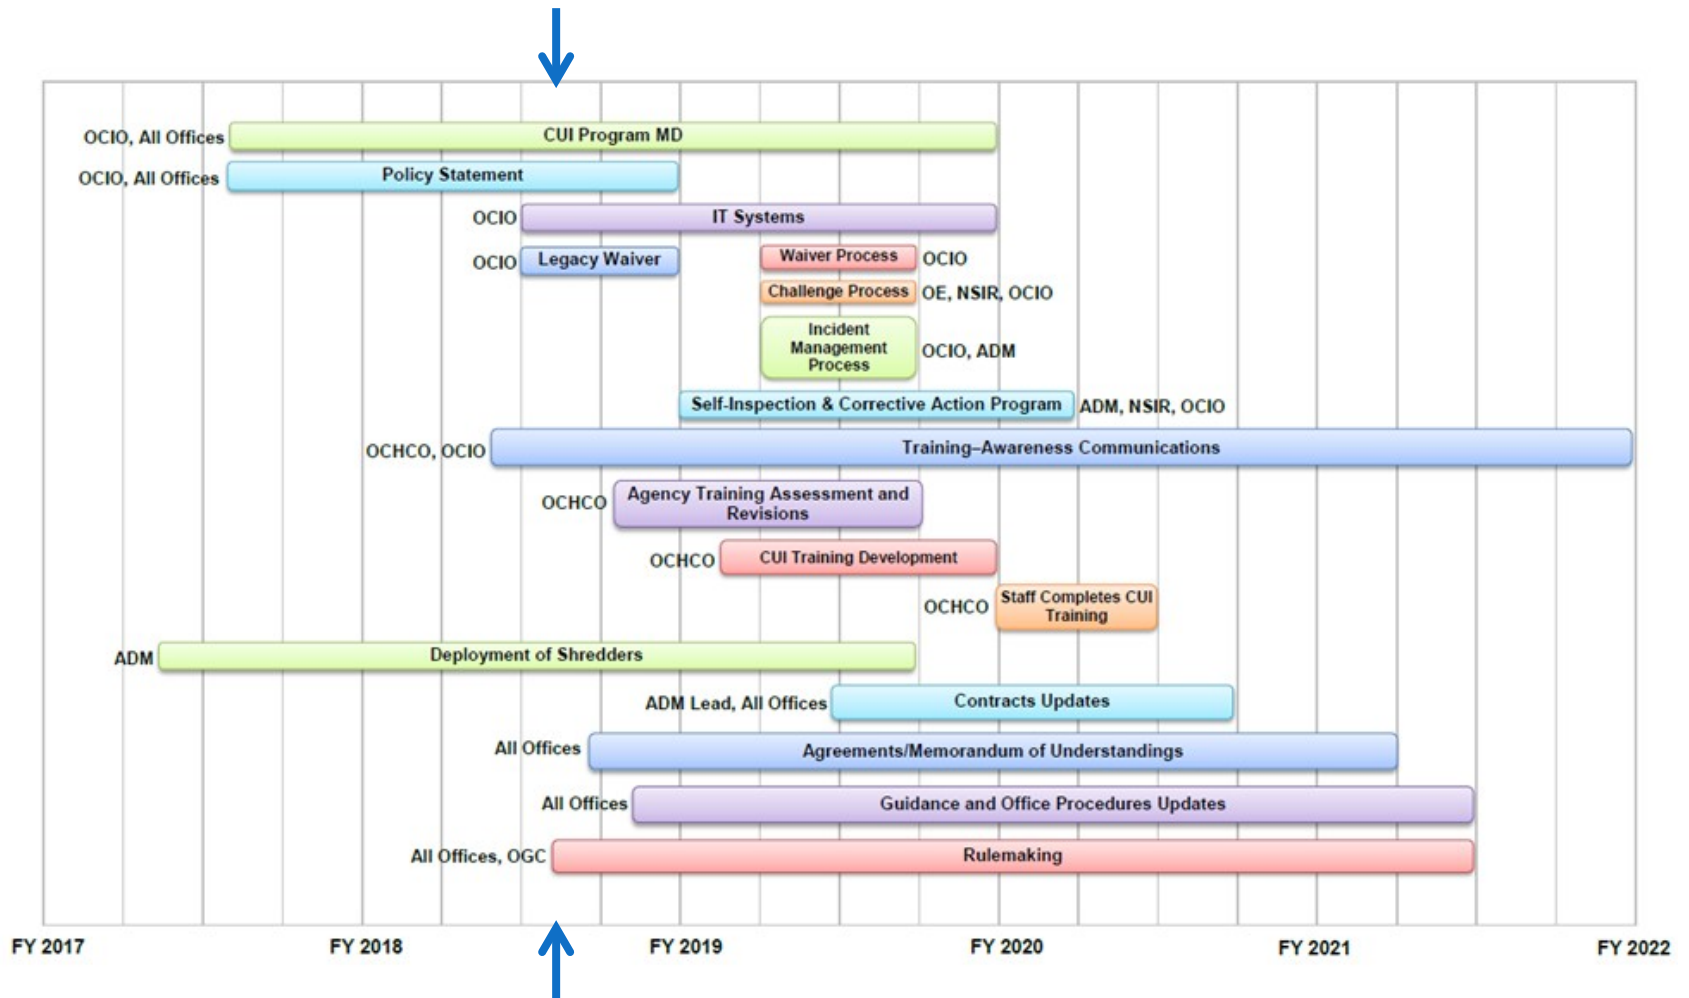 OCIO, All Offices CUI Program MD
OCIO, All Offices Policy Statement
OCIO IT Systems
OCIO Legacy Waiver Waiver Process OCIO
Challenge Process OE, NSIR, OCIO
Incident
Management
Process
OCIO, ADM
Self-Inspection & Corrective Action Program ADM, NSIR, OCIO
OCHCO, OCIO Training–Awareness Communications
OCHCO
Agency Training Assessment and
Revisions
OCHCO CUI Training Development
OCHCO
Staff Completes CUI
Training
ADM Deployment of Shredders
ADM Lead, All Offices Contracts Updates
All Offices Agreements/Memorandum of Understandings
All Offices Guidance and Office Procedures Updates
All Offices, OGC Rulemaking
FY 2017 FY 2018 FY 2019 FY 2020 FY 2021 FY 2022